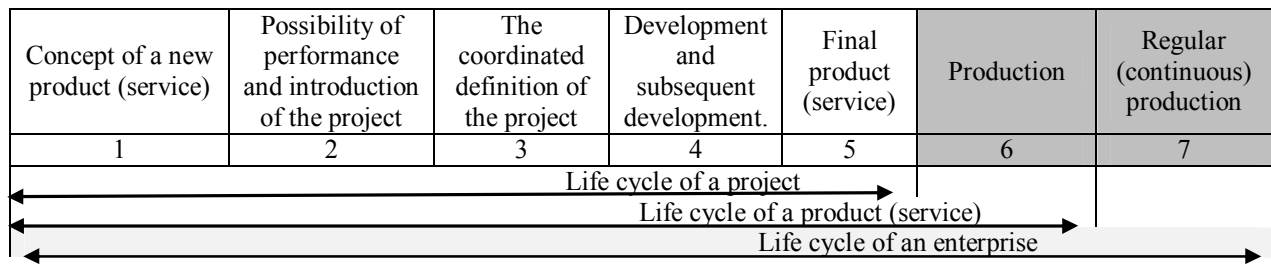 Concept of a new
product (service)
Possibility of
performance
and introduction
of the project
The
coordinated
definition of
the project
Development
and
subsequent
development.
Final
product
(service)
Production
Regular
(continuous)
production
1
2
3
4
5
6
7
Life cycle of a project
Life cycle of a product (service)
Life cycle of an enterprise